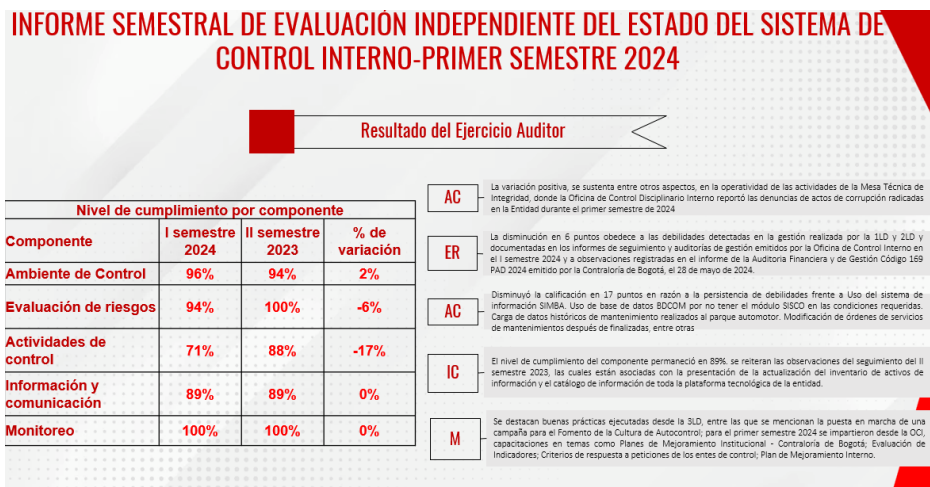 INFORME SEMESTRAL DE EVALUACIÓN INDEPENDIENTE DEL ESTADO DEL SISTEMA DE
CONTROL INTERNO-PRIMER SEMESTRE 2024
Resultado del Ejercicio Auditor
Nivel de cumplimiento por componente
Componente
I semestre
2024
II semestre
2023
% de
variación
Ambiente de Control 96% 94% 2%
Evaluación de riesgos 94% 100% -6%
Actividades de
control
71% 88% -17%
Información y
comunicación
89% 89% 0%
Monitoreo 100% 100% 0%
AC
La variación positiva, se sustenta entre otros aspectos, en la operatividad de las actividades de la Mesa Técnica de
Integridad, donde la Oficina de Control Disciplinario Interno reportó las denuncias de actos de corrupción radicadas
en la Entidad durante el primer semestre de 2024
ER
La disminución en 6 puntos obedece a las debilidades detectadas en la gestión realizada por la 1LD y 2LD y
documentadas en los informes de seguimiento y auditorías de gestión emitidos por la Oficina de Control Interno en
el I semestre 2024 y a observaciones registradas en el informe de la Auditoria Financiera y de Gestión Código 169
PAD 2024 emitido por la Contraloría de Bogotá, el 28 de mayo de 2024.
AC
Disminuyó la calificación en 17 puntos en razón a la persistencia de debilidades frente a Uso del sistema de
información SIMBA. Uso de base de datos BDCOM por no tener el módulo SISCO en las condiciones requeridas.
Carga de datos históricos de mantenimiento realizados al parque automotor. Modificación de órdenes de servicios
de mantenimientos después de finalizadas, entre otras
IC
El nivel de cumplimiento del componente permaneció en 89%. se reiteran las observaciones del seguimiento del II
semestre 2023, las cuales están asociadas con la presentación de la actualización del inventario de activos de
información y el catálogo de información de toda la plataforma tecnológica de la entidad.
M
Se destacan buenas prácticas ejecutadas desde la 3LD, entre las que se mencionan la puesta en marcha de una
campaña para el Fomento de la Cultura de Autocontrol; para el primer semestre 2024 se impartieron desde la OCI,
capacitaciones en temas como Planes de Mejoramiento Institucional - Contraloría de Bogotá; Evaluación de
Indicadores; Criterios de respuesta a peticiones de los entes de control; Plan de Mejoramiento Interno.